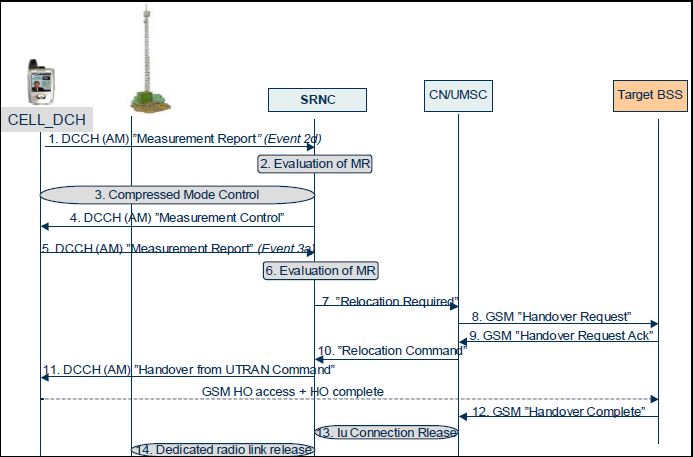 SRNC
CN/UMSC
Target BSS
CELL_DCH
1. DCCH (AM) ”Measurement Report” (Event 2d)
2. Evaluation of MR
3. Compressed Mode Control
4. DCCH (AM) ”Measurement Control”
5. DCCH (AM) ”Measurement Report” (Event 3a)
6. Evaluation of MR
7 ”Relocation Required”
8. GSM ”Handover Request”
9. GSM ”Handover Request Ack”
10. ”Relocation Command”
11. DCCH (AM) ”Handover from UTRAN Command”
GSM HO access + HO complete
12. GSM ”Handover Complete”
13. Iu Connection Rlease
14. Dedicated radio link release